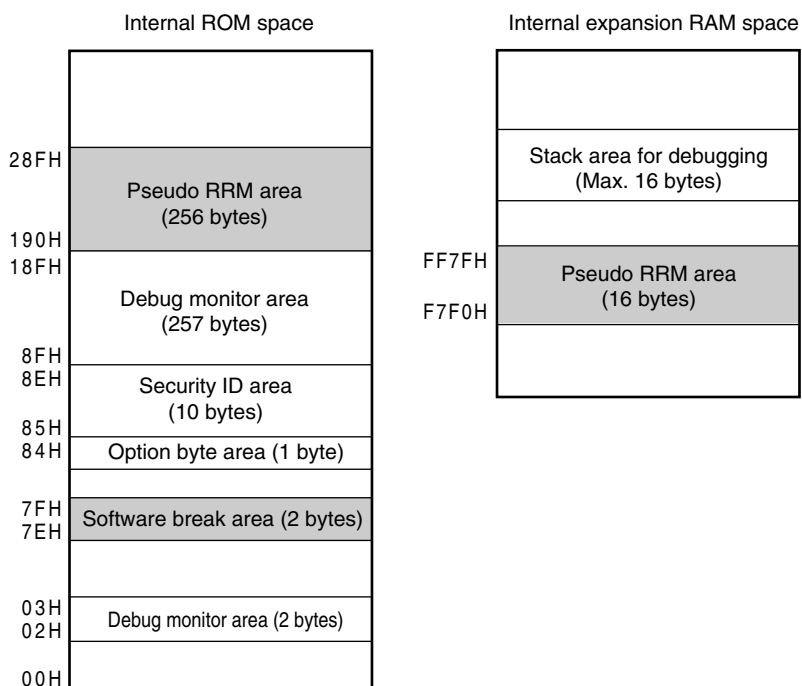 Internal ROM space
28FH
Pseudo RRM area
(256 bytes)
190H
18FH
Debug monitor area
(257 bytes)
8FH
8EH
Security ID area
(10 bytes)
85H
84H
Option byte area (1 byte)
7FH
Software break area (2 bytes)
7EH
03H
Debug monitor area (2 bytes)
02H
00H
Internal expansion RAM space
Stack area for debugging
(Max. 16 bytes)
FF7FH
Pseudo RRM area
(16 bytes)
F7F0H